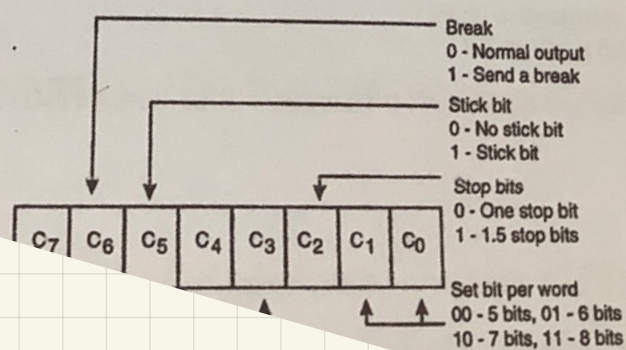 Break
0 - Normal output
1 - Send a break
Stick bit
0 - No stick bit
1 - Stick bit
Stop bits
0 - One stop bit
1 - 1.5 stop bits
C7 C6 C5 C4 C3 C2 C1 C0
Set bit per word
00 - 5 bits, 01 - 6 bits
10 - 7 bits, 11 - 8 bits